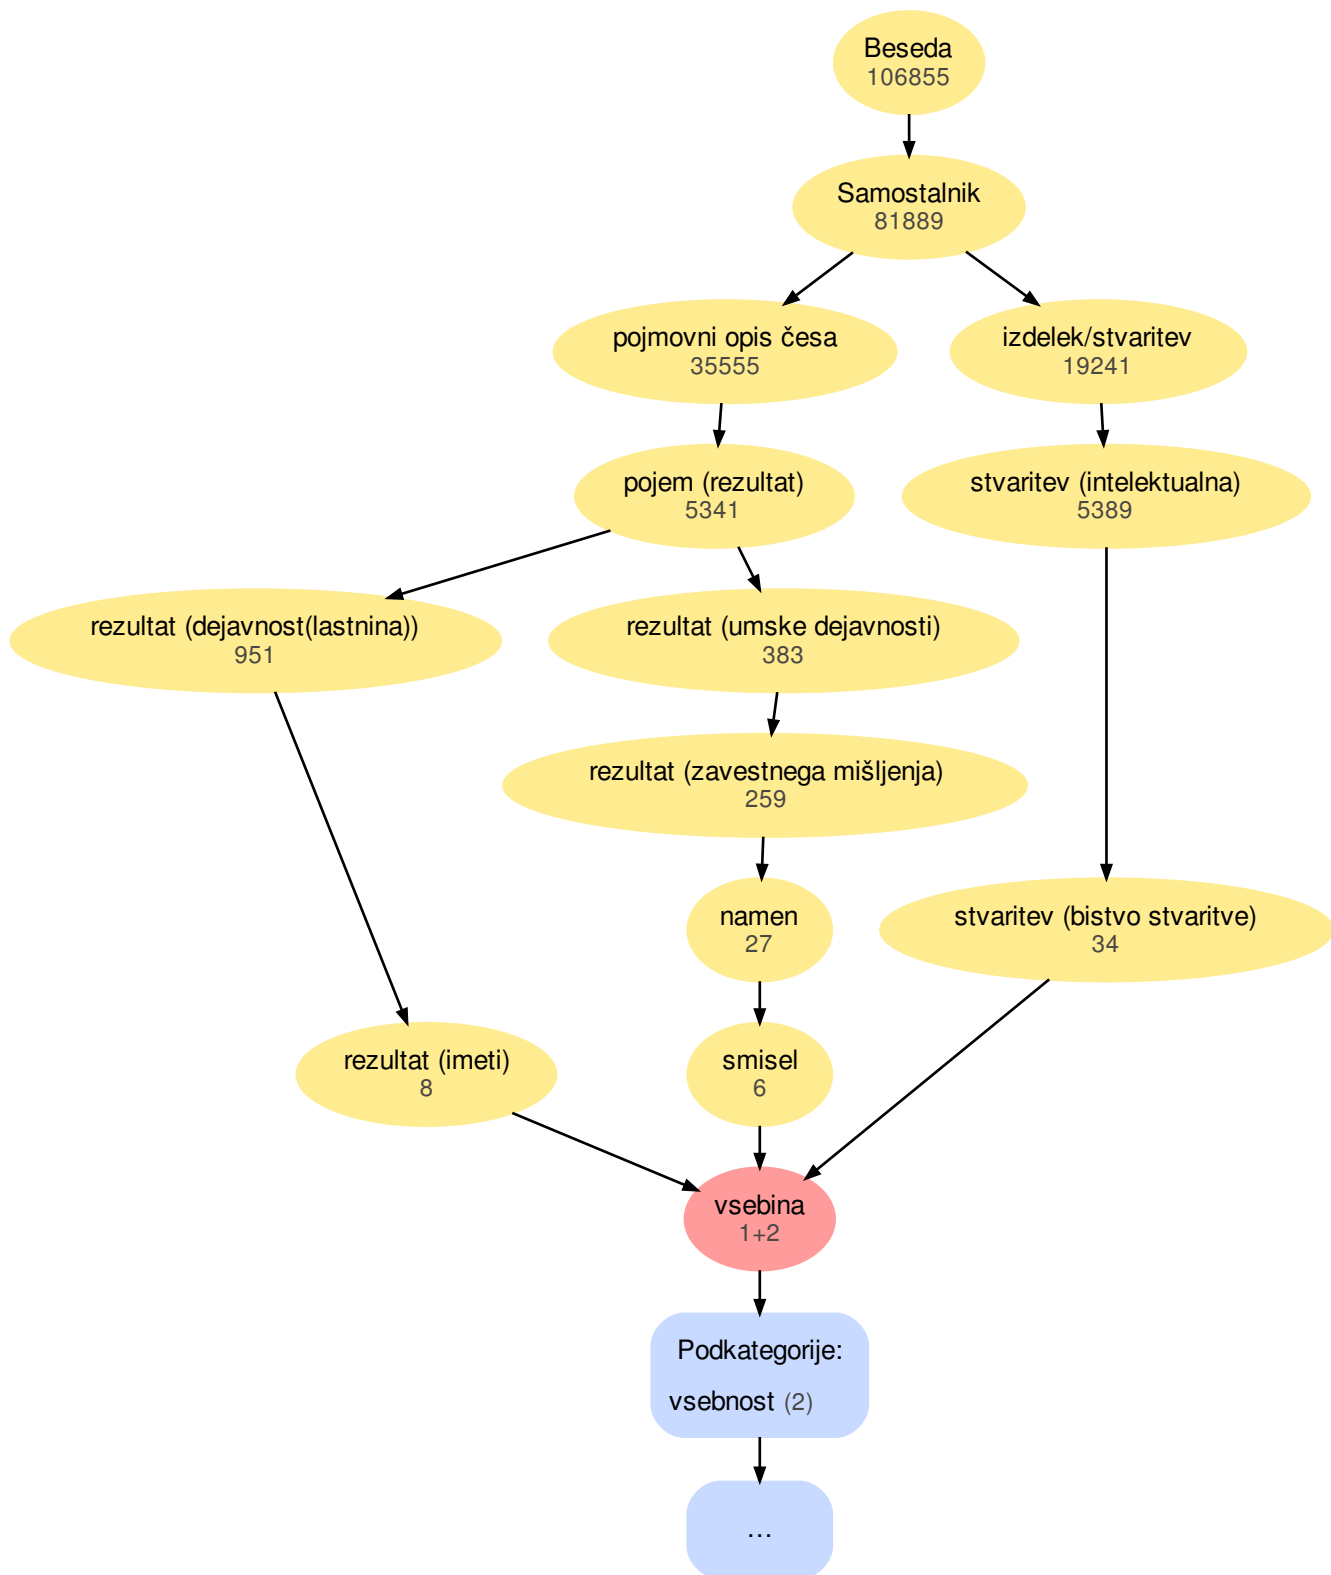 Beseda
106855
Samostalnik
81889
pojmovni opis česa
35555
izdelek/stvaritev
19241
pojem (rezultat)
5341
stvaritev (intelektualna)
5389
rezultat (dejavnost(lastnina))
951
rezultat (umske dejavnosti)
383
rezultat (zavestnega mišljenja)
259
namen
27
stvaritev (bistvo stvaritve)
34
rezultat (imeti)
8
smisel
6
vsebina
1+2
Podkategorije:
vsebnost (2)
...